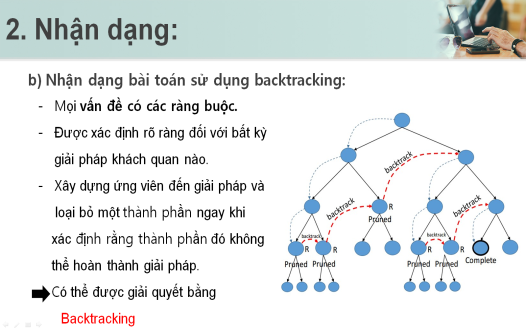 2. Nhận dạng:
b) Nhận dạng bài toán sử dụng backtracking:
- Mọi vấn đề có các ràng buộc.
- Được xác định rõ ràng đối với bất kỳ
giải pháp khách quan nào.
- Xây dựng ứng viên đến giải pháp và
loại bỏ một thành phần ngay khi
xác định rằng thành phần đó không
thể hoàn thành giải pháp.
Có thể được giải quyết bằng
Backtracking
backtrack
backtrack
backtrack
R
Pruned
backtrack
R
R
Pruned
Pruned
backtrack
R
R
Pruned
Pruned
Complete